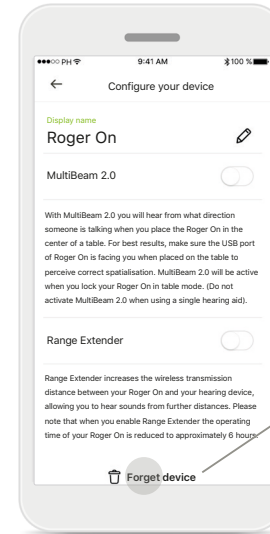 PH 9:41 AM 100 %
Configure your device
Display name
Roger On
MultiBeam 2.0
With MultiBeam 2.0 you will hear from what direction
someone is talking when you place the Roger On in the
center of a table. For best results, make sure the USB port
of Roger On is facing you when placed on the table to
perceive correct spatialisation. MultiBeam 2.0 will be active
when you lock your Roger On in table mode. (Do not
activate MultiBeam 2.0 when using a single hearing aid).
Range Extender
Range Extender increases the wireless transmission
distance between your Roger On and your hearing device,
allowing you to hear sounds from further distances. Please
note that when you enable Range Extender the operating
time of your Roger On is reduced to approximately 6 hours.
Forget device